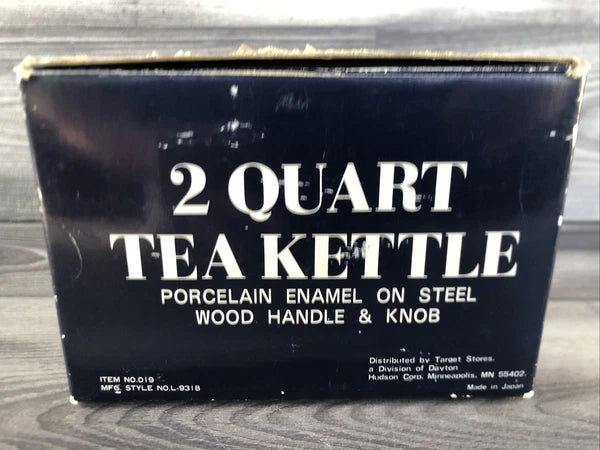 2 QUART
TEA KETTLE
PORCELAIN ENAMEL ON STEEL
WOOD HANDLE & KNOB
ITEM NO.019
MFG. STYLE NO.L-9318
Distributed by Target Stores.
a Division of Dayton
Hudson Corp. Minneapolis, MN 55402.
Made in Japan